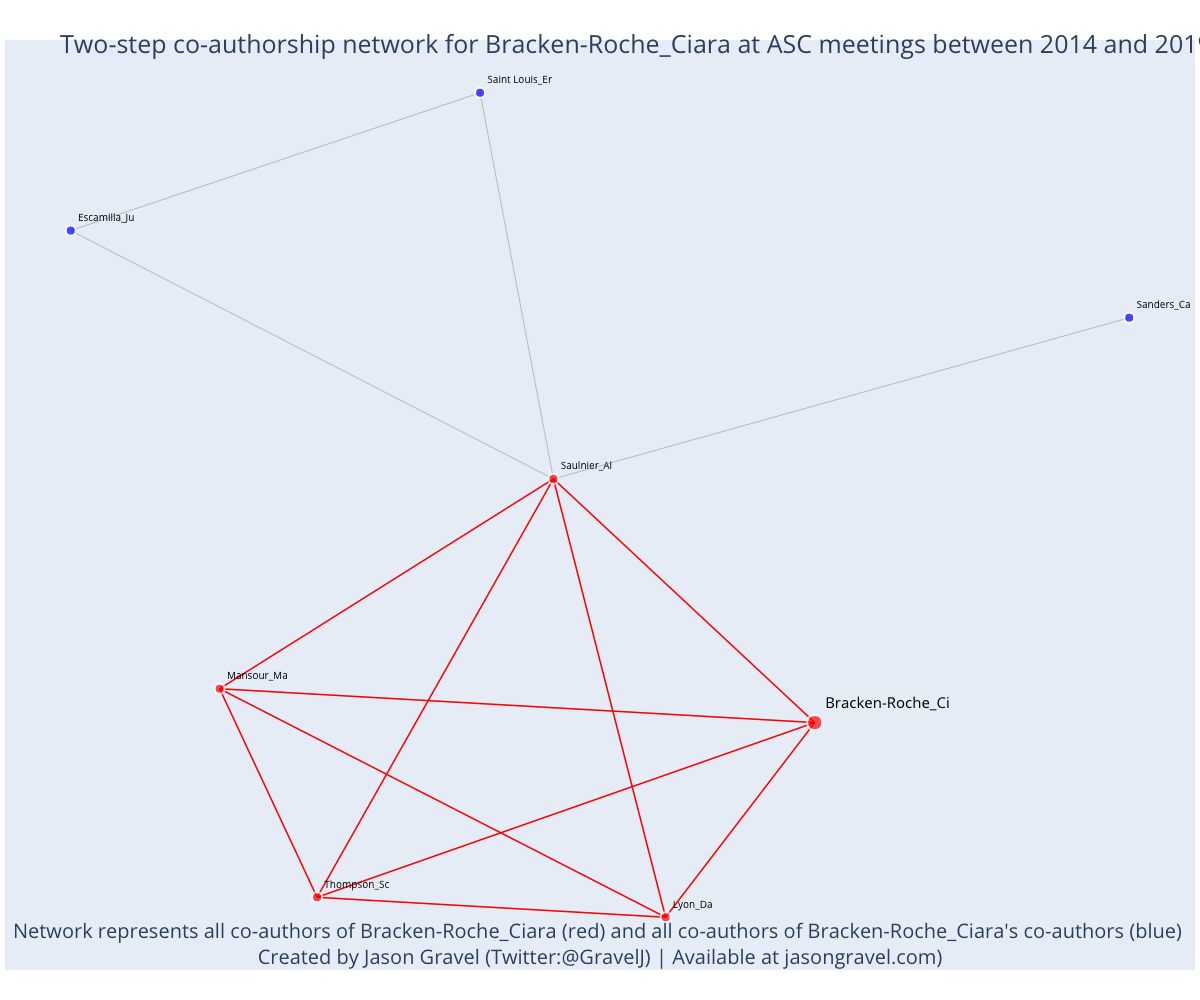 Two-step co-authorship network for Bracken-Roche_Ciara at ASC meetings between 2014 and 2019
Saint Louis_Er
Escamilla_Ju
Sanders_Ca
Saulnier_Al
Mansour_Ma
Bracken-Roche_Ci
Thompson_Sc
Lyon_Da
Network represents all co-authors of Bracken-Roche_Ciara (red) and all co-authors of Bracken-Roche_Ciara's co-authors (blue)
Created by Jason Gravel (Twitter:@GravelJ) | Available at jasongravel.com)